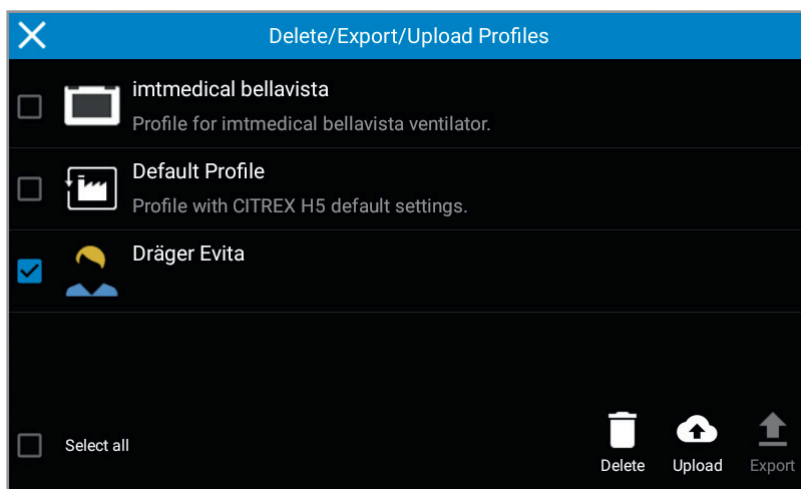 Delete/Export/Upload Profiles
imtmedical bellavista
Profile for imtmedical bellavista ventilator.
Default Profile
Profile with CITREX H5 default settings.
Dräger Evita
Select all
Delete Upload Export